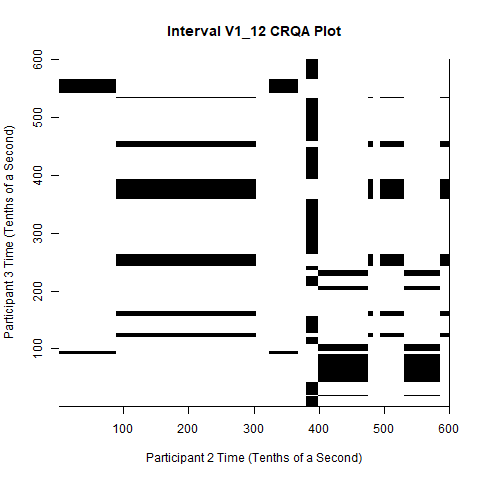 Interval V1_12 CRQA Plot
Participant 3 Time (Tenths of a Second)
600
500
400
300
200
100
100 200 300 400 500 600
Participant 2 Time (Tenths of a Second)